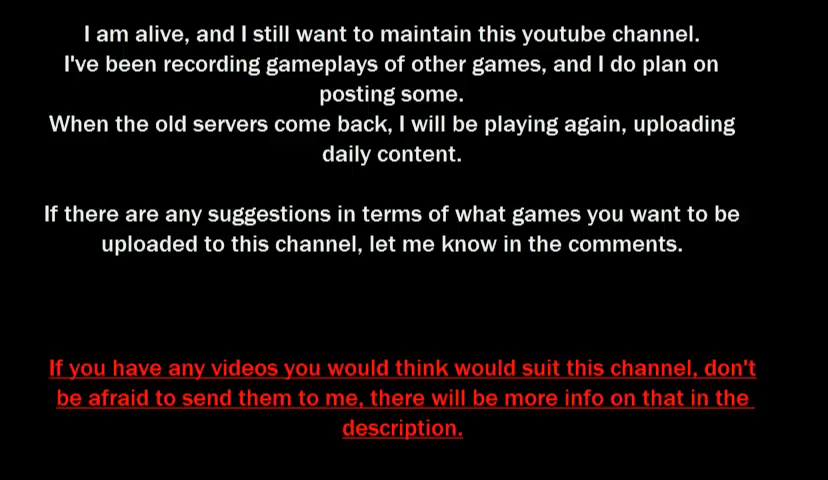 I am alive, and I still want to maintain this youtube channel.
I've been recording gameplays of other games, and I do plan on
posting some.
When the old servers come back, I will be playing again, uploading
daily content.
If there are any suggestions in terms of what games you want to be
uploaded to this channel, let me know in the comments.
If you have any videos you would think would suit this channel, don't
be afraid to send them to me, there will be more info on that in the
description.